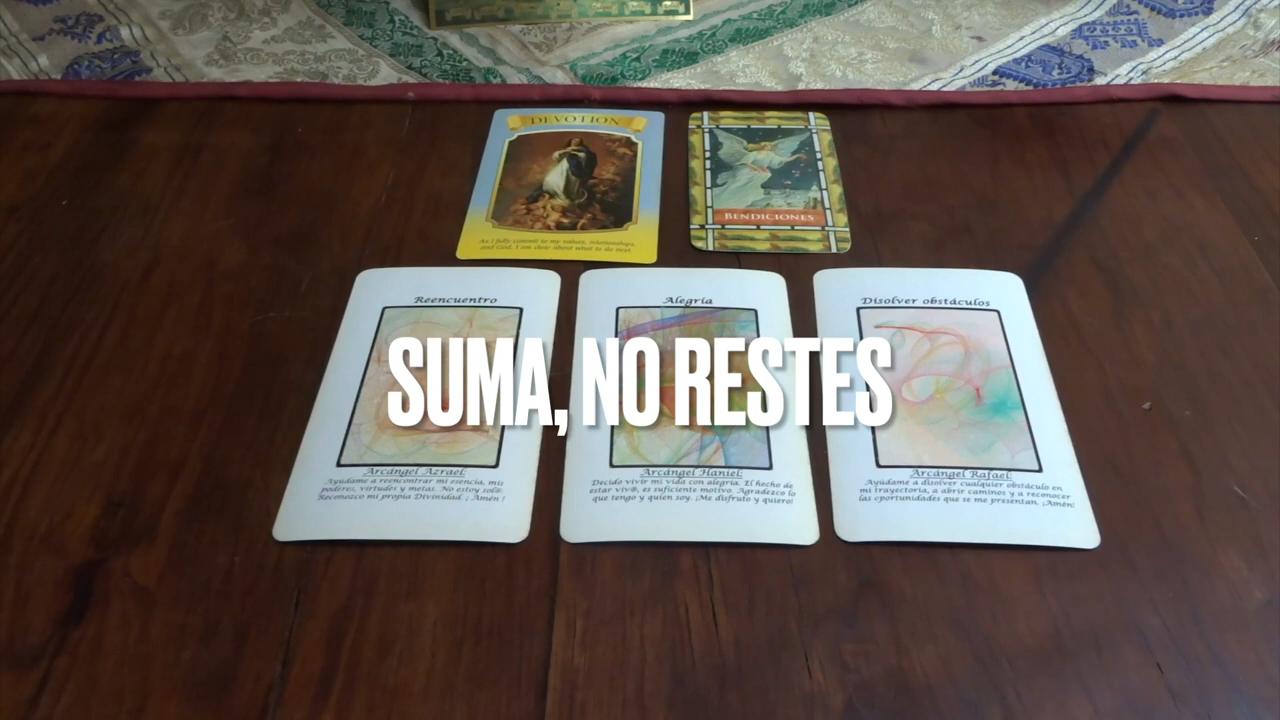 DEVOTION
As I fully commit to my values, relationships,
and God, I am clear about what to do next.
BENDICIONES
Reencuentro
Alegría
Disolver obstáculos
SUMA, NO RESTES
Arcángel Azrael:
Ayúdame a reencontrar mi esencia, mis
poderes, virtudes y metas. No estoy sol@.
Reconozco mi propia Divinidad. ¡Amén!
Arcángel Haniel:
Decido vivir mi vida con alegría. El hecho de
estar viv@, es suficiente motivo. Agradezco lo
que tengo y quien soy. ¡Me disfruto y quiero!
Arcángel Rafael:
Ayúdame a disolver cualquier obstáculo en
mi trayectoria, a abrir caminos y a reconocer
las oportunidades que se me presentan. ¡Amén!